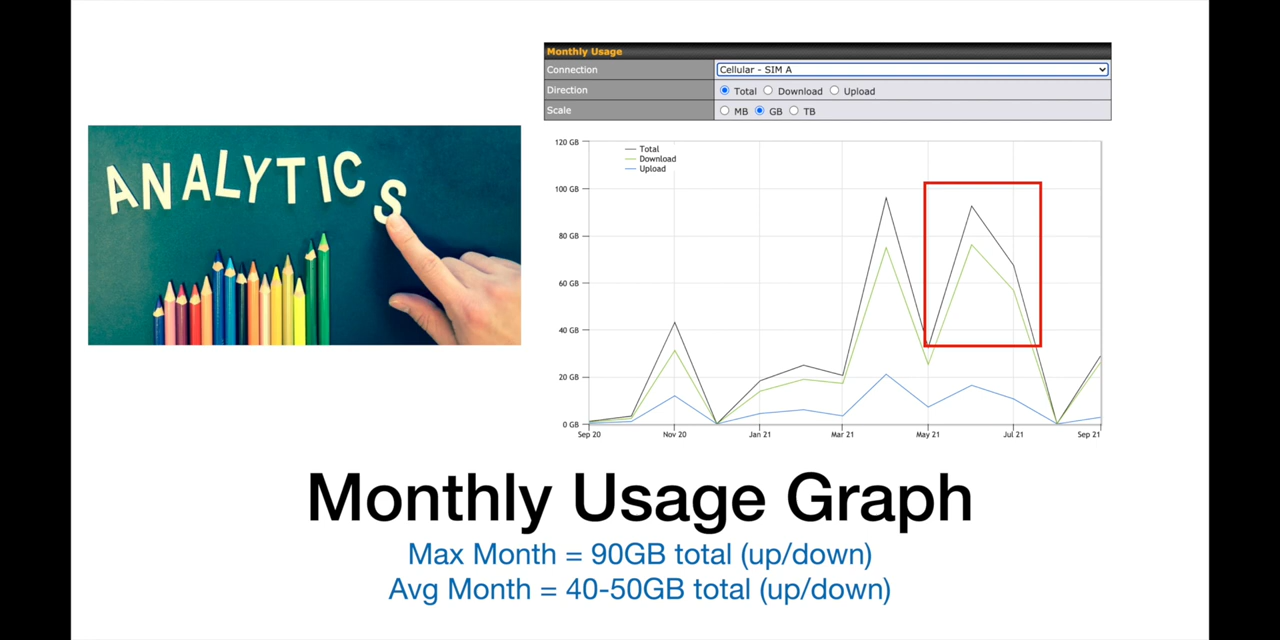 ANALYTICS
Monthly Usage
Connection Cellular - SIM A
Direction Total Download Upload
Scale MB GB TB
Total
Download
Upload
120 GB
100 GB
80 GB
60 GB
40 GB
20 GB
0 GB
Sep 20 Nov 20 Jan 21 Mar 21 May 21 Jul 21 Sep 21
Monthly Usage Graph
Max Month = 90GB total (up/down)
Avg Month = 40-50GB total (up/down)